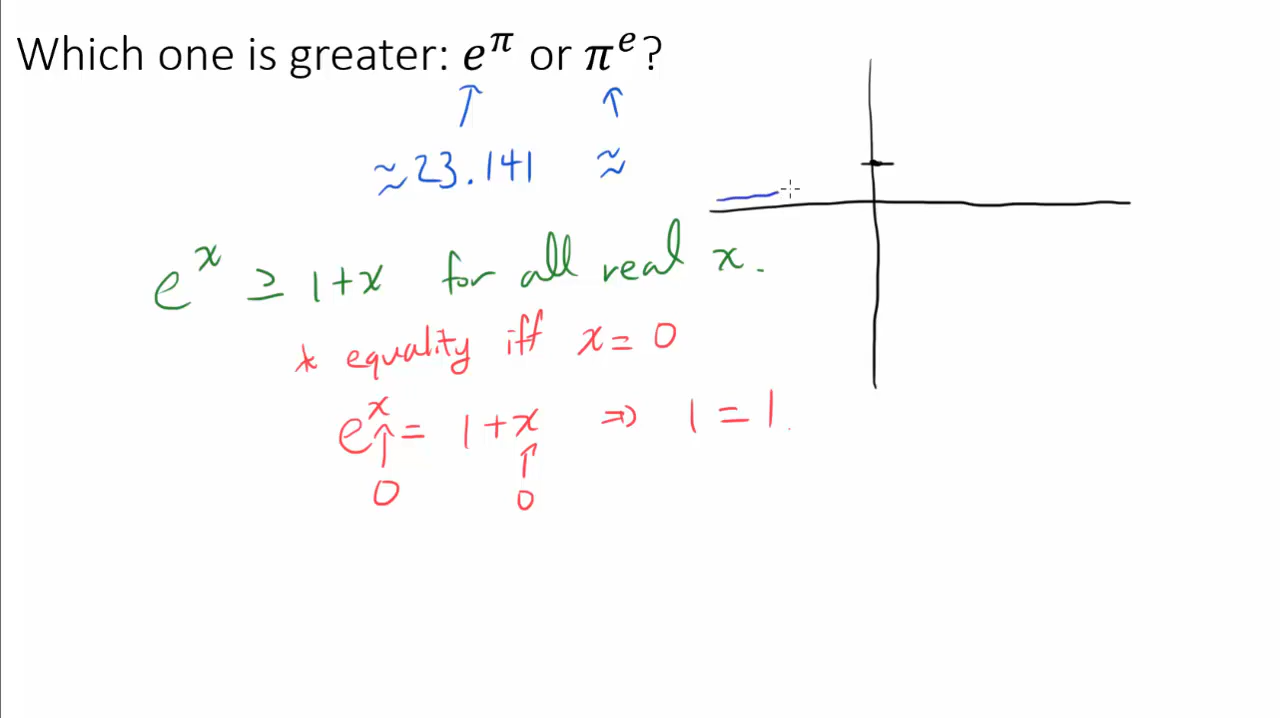 Which one is greater: e^π or π^e?
↑ ↑
≈23.141 ≈
e^x ≥ 1+x for all real x.
* equality iff x = 0
e^x = 1+x ⇒ 1 = 1.
↑ ↑
0 0